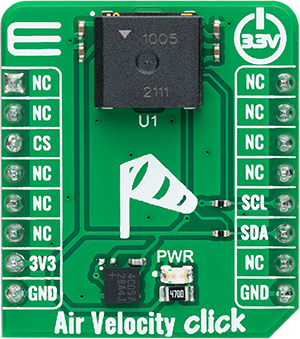 3.3V
1005
2111
U1
NC NC
NC NC
CS NC
NC NC
NC SCL
NC SDA
3V3 NC
GND GND
PWR
4700
Air Velocity click